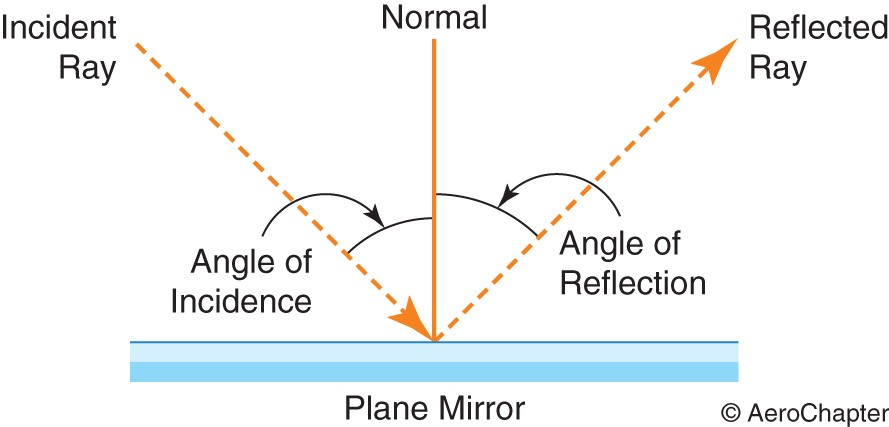 Incident
Ray
Normal
Reflected
Ray
Angle of
Incidence
Angle of
Reflection
Plane Mirror
© AeroChapter